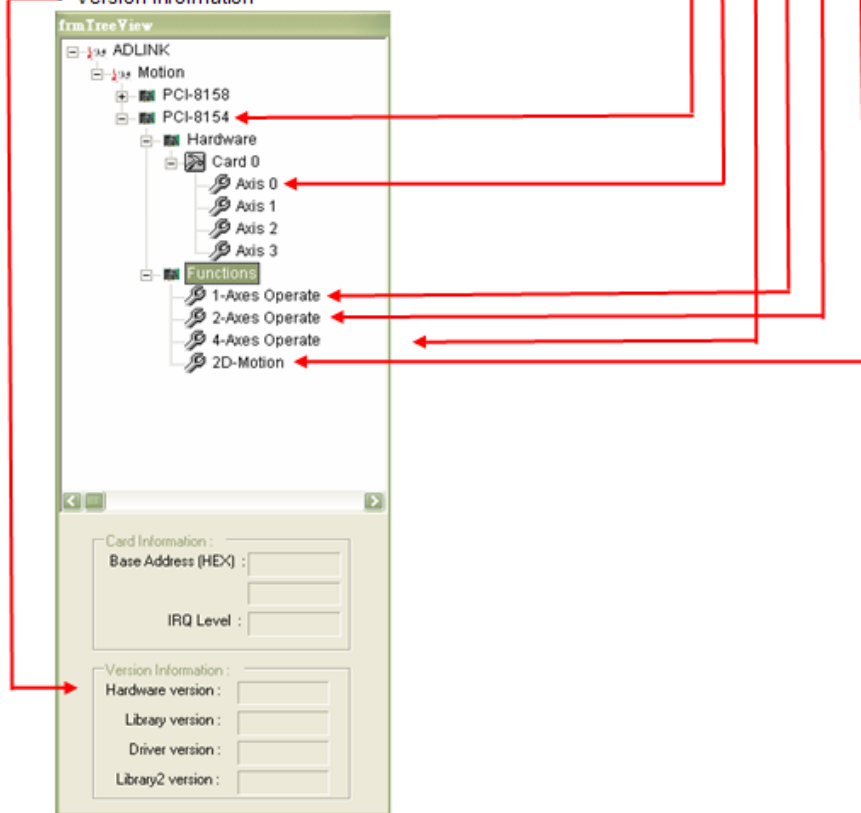 Version Inroimation
frmTreeView
ADLINK
Motion
PCI-8158
PCI-8154
Hardware
Card 0
Axis 0
Axis 1
Axis 2
Axis 3
Functions
1-Axes Operate
2-Axes Operate
4-Axes Operate
2D-Motion
Card Information :
Base Address (HEX) :
IRQ Level :
Version Information :
Hardware version :
Library version :
Driver version :
Library2 version :